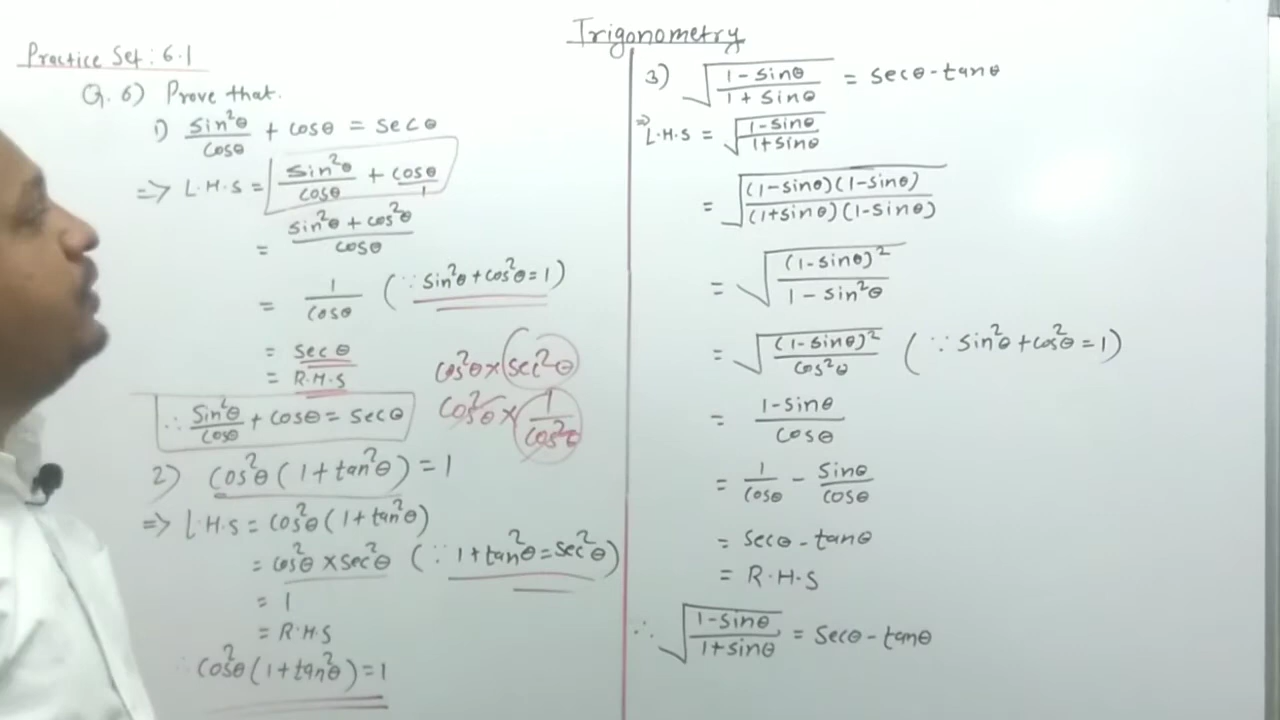 Trigonometry
Practice Set: 6.1
Q. 6) Prove that.
1) sin²θ/cosθ + cosθ = secθ
=> L.H.S = sin²θ/cosθ + cosθ/1
= (sin²θ + cos²θ)/cosθ
= 1/cosθ (∵ sin²θ + cos²θ = 1)
= secθ
= R.H.S
∴ sin²θ/cosθ + cosθ = secθ
cos²θ × sec²θ
cos²θ × 1/cos²θ
2) cos²θ (1 + tan²θ) = 1
=> L.H.S = cos²θ (1 + tan²θ)
= cos²θ × sec²θ (∵ 1 + tan²θ = sec²θ)
= 1
= R.H.S
∴ cos²θ (1 + tan²θ) = 1
3) √((1 - sinθ)/(1 + sinθ)) = secθ - tanθ
=> L.H.S = √((1 - sinθ)/(1 + sinθ))
= √((1 - sinθ)(1 - sinθ)/(1 + sinθ)(1 - sinθ))
= √((1 - sinθ)²/(1 - sin²θ))
= √((1 - sinθ)²/cos²θ) (∵ sin²θ + cos²θ = 1)
= (1 - sinθ)/cosθ
= 1/cosθ - sinθ/cosθ
= secθ - tanθ
= R.H.S
∴ √((1 - sinθ)/(1 + sinθ)) = secθ - tanθ